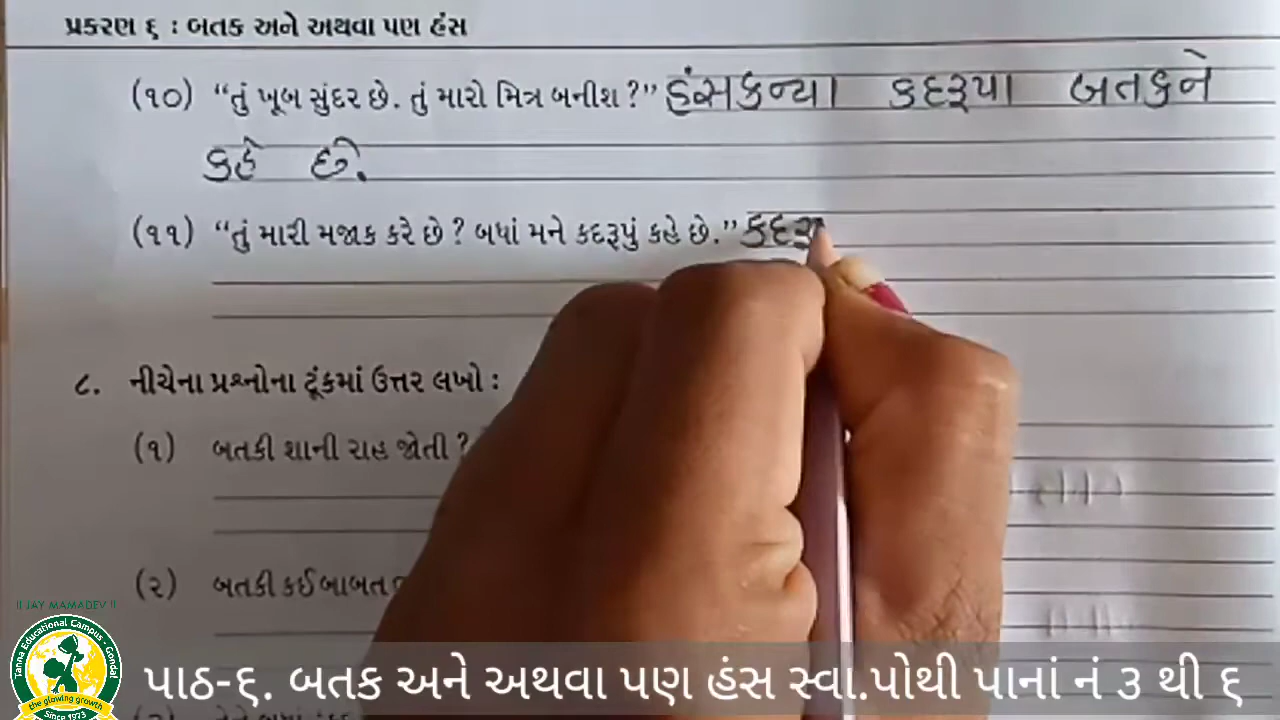 પ્રકરણ ૬ : બતક અને અથવા પણ હંસ
(૧૦) “તું ખૂબ સુંદર છે. તું મારો મિત્ર બનીશ ?” હંસકન્યા કદરૂપા બતકને
કહે છે.
(૧૧) “તું મારી મજાક કરે છે ? બધાં મને કદરૂપું કહે છે.” કદરૂ
૮. નીચેના પ્રશ્નોના ટૂંકમાં ઉત્તર લખો :
(૧) બતકી શાની રાહ જોતી ?
(૨) બતકી કઈ બાબત
!! JAY MAMADEV !!
Tanna Educational Campus - Gondal
the glowing growth
Since 1973
પાઠ-૬. બતક અને અથવા પણ હંસ સ્વા.પોથી પાનાં નં ૩ થી ૬